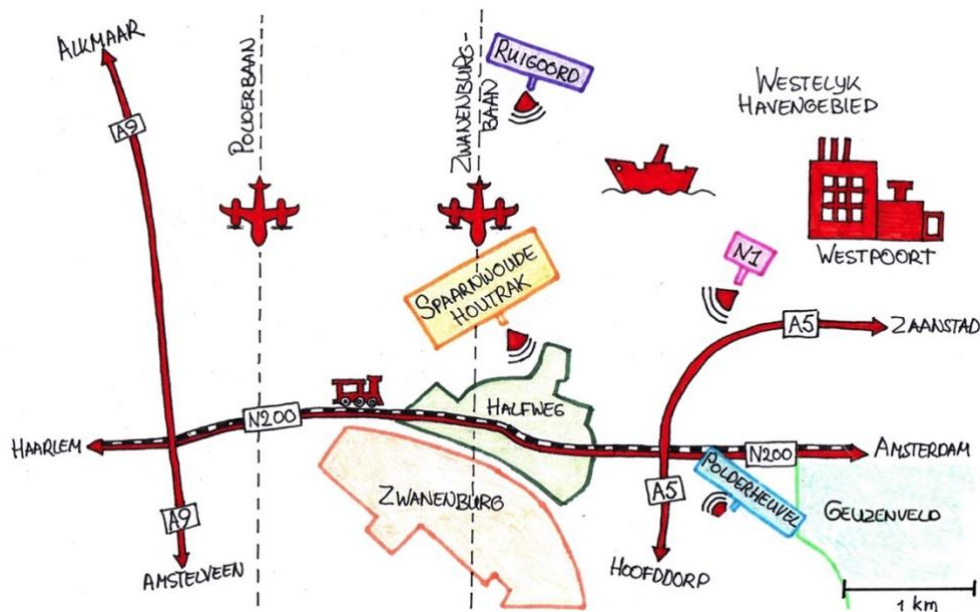 ALKMAAR
A9
POLDERBAAN
ZWANENBURG-
BAAN
RUIGOORD
WESTELYK
HAVENGEBIED
WESTPOORT
N1
SPAARNWOUDE
HOUTRAK
A5
ZAANSTAD
HALFWEG
N200
HAARLEM
N200
AMSTERDAM
POLDERHEUVEL
ZWANENBURG
A5
GEUZENVELD
A9
AMSTELVEEN
HOOFDDORP
1 km